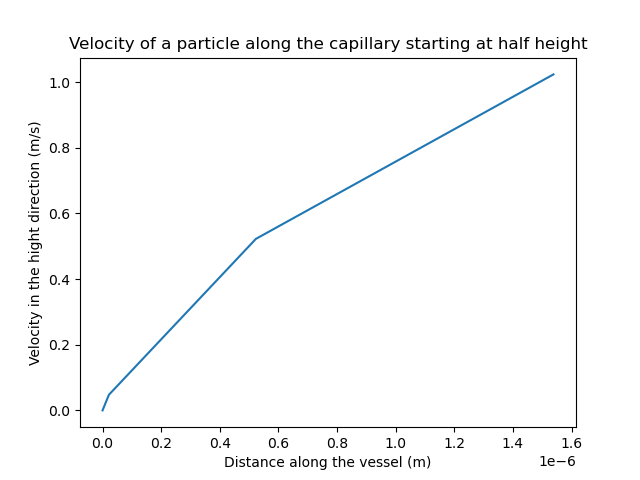 Velocity of a particle along the capillary starting at half height
1.0
0.8
0.6
0.4
0.2
0.0
Velocity in the hight direction (m/s)
0.0 0.2 0.4 0.6 0.8 1.0 1.2 1.4 1.6
1e−6
Distance along the vessel (m)